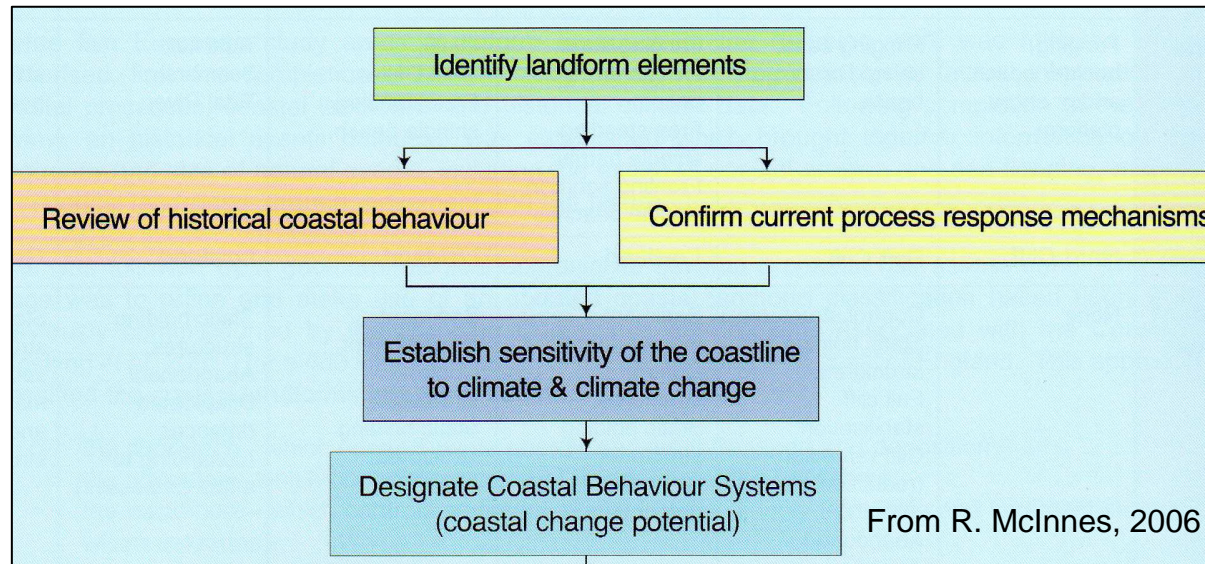 Identify landform elements
Review of historical coastal behaviour
Confirm current process response mechanisms
Establish sensitivity of the coastline
to climate & climate change
Designate Coastal Behaviour Systems
(coastal change potential)
From R. McInnes, 2006